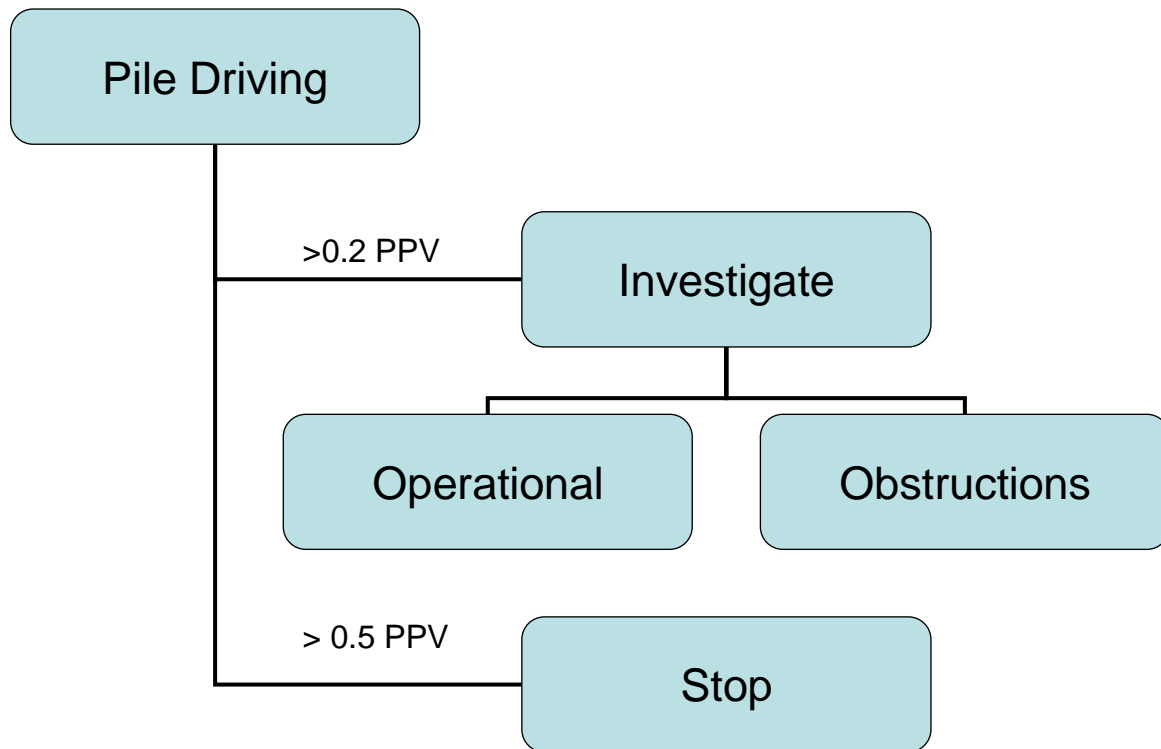 Pile Driving
>0.2 PPV
Investigate
Operational
Obstructions
> 0.5 PPV
Stop